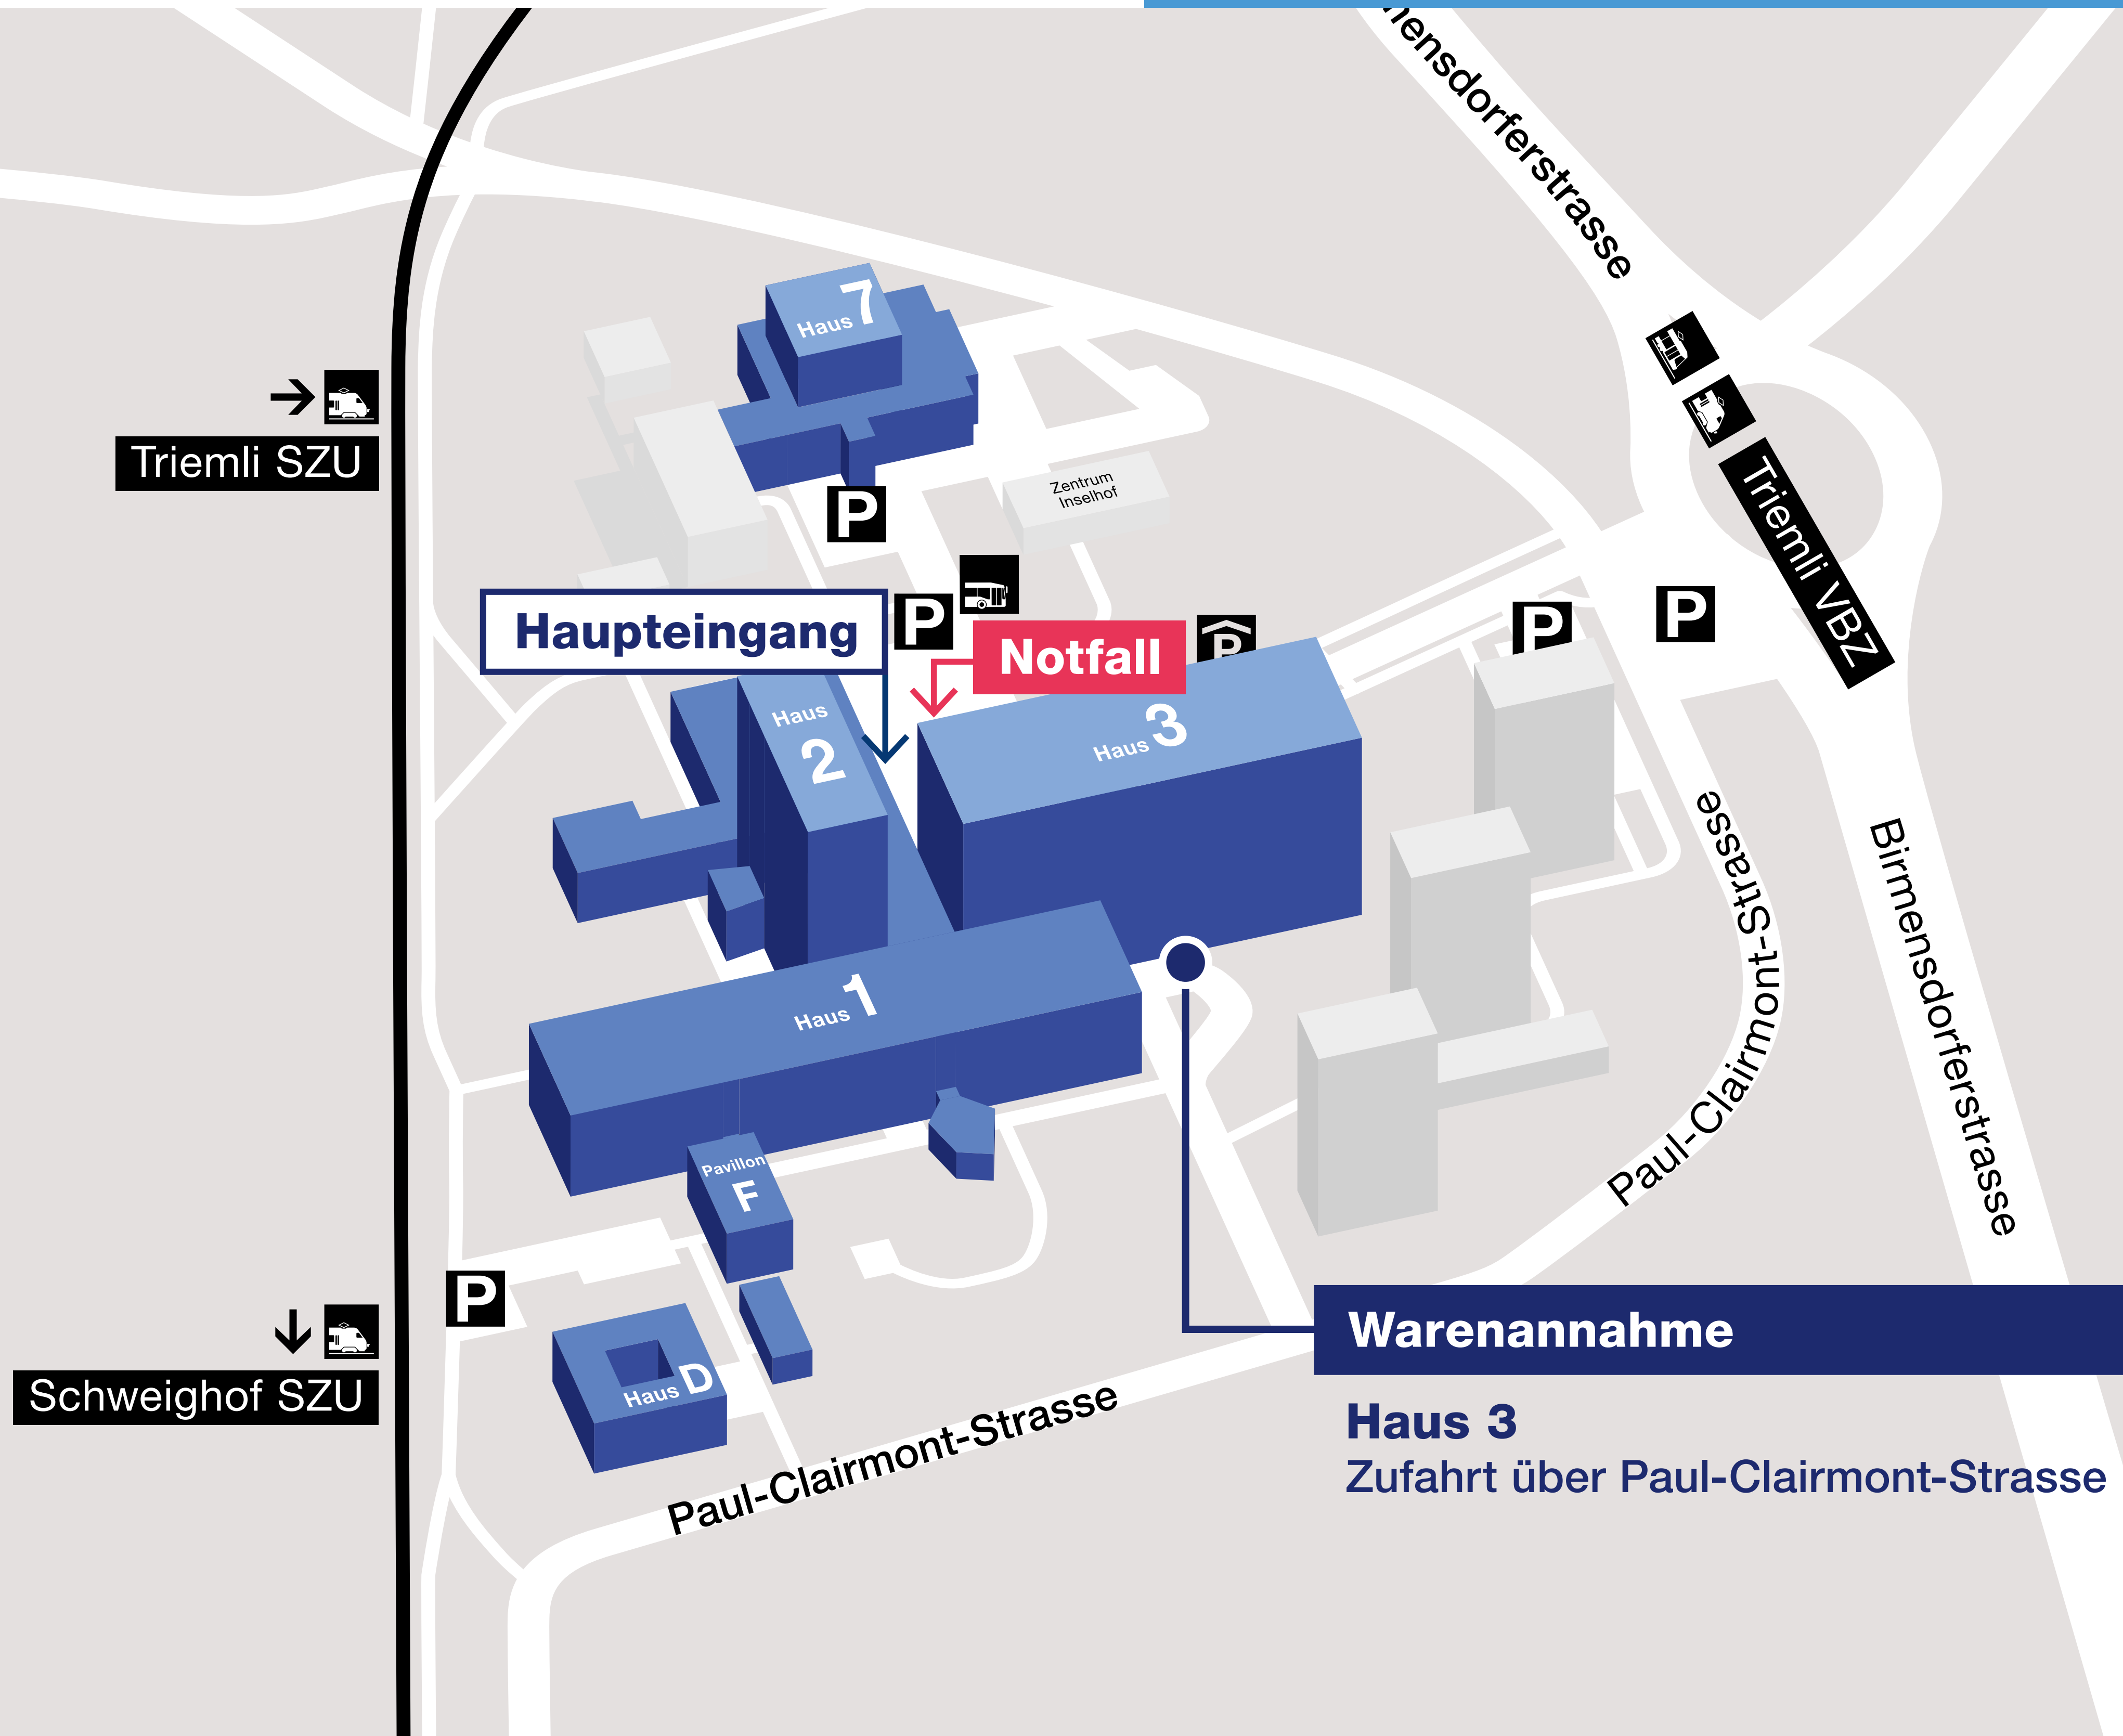 mensdorferstrasse
Haus 7
Triemli SZU
Zentrum
Inselhof
P
Triemli VBZ
Haupteingang
P
Notfall
P
P
P
Haus
2
Haus 3
Paul-Clairmont-Strasse
Birmensdorferstrasse
Haus 1
Pavillon
F
P
Schweighof SZU
Haus D
Paul-Clairmont-Strasse
Warenannahme
Haus 3
Zufahrt über Paul-Clairmont-Strasse